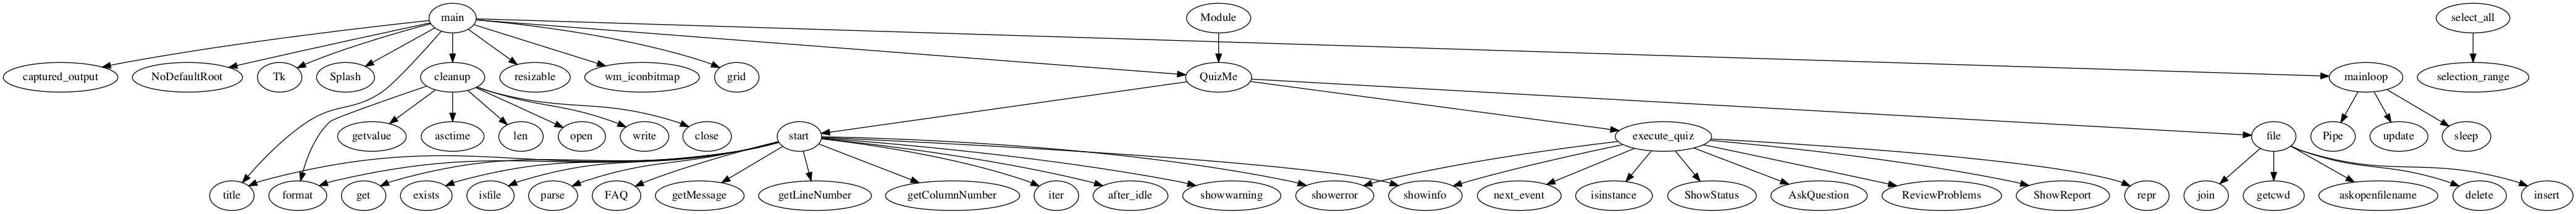 main
Module
select_all
captured_output
NoDefaultRoot
Tk
Splash
cleanup
resizable
wm_iconbitmap
grid
QuizMe
mainloop
selection_range
getvalue
asctime
len
open
write
close
start
execute_quiz
file
Pipe
update
sleep
title
format
get
exists
isfile
parse
FAQ
getMessage
getLineNumber
getColumnNumber
iter
after_idle
showwarning
showerror
showinfo
next_event
isinstance
ShowStatus
AskQuestion
ReviewProblems
ShowReport
repr
join
getcwd
askopenfilename
delete
insert